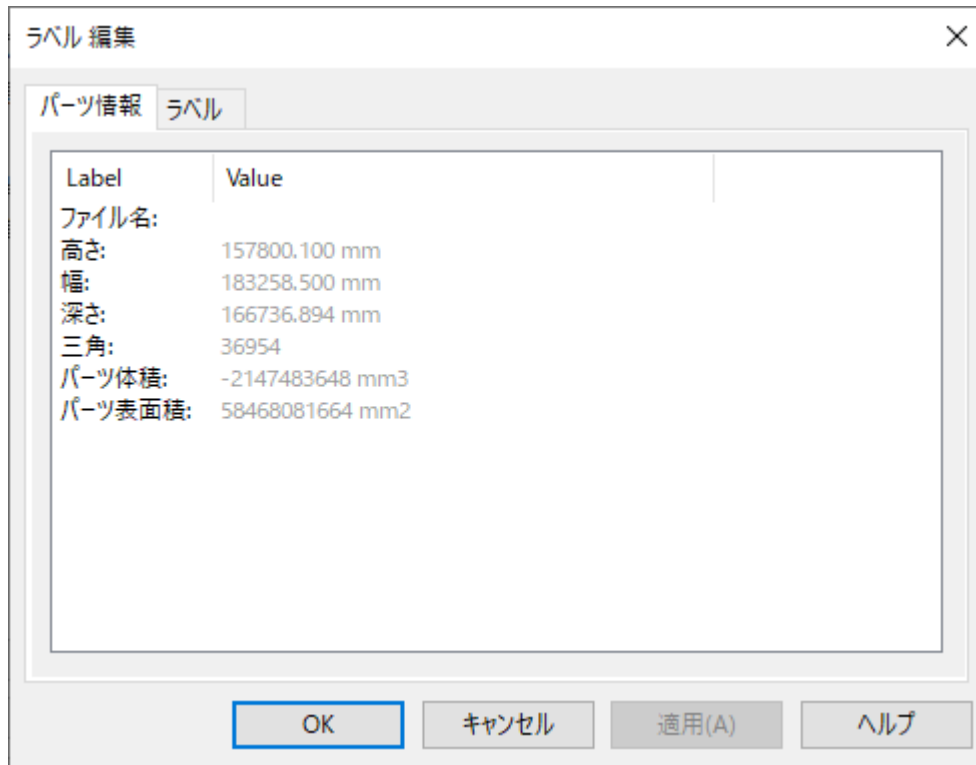 ラベル 編集
パーツ情報 ラベル
Label Value
ファイル名:
高さ: 157800.100 mm
幅: 183258.500 mm
深さ: 166736.894 mm
三角: 36954
パーツ体積: -2147483648 mm3
パーツ表面積: 58468081664 mm2
OK キャンセル 適用(A) ヘルプ